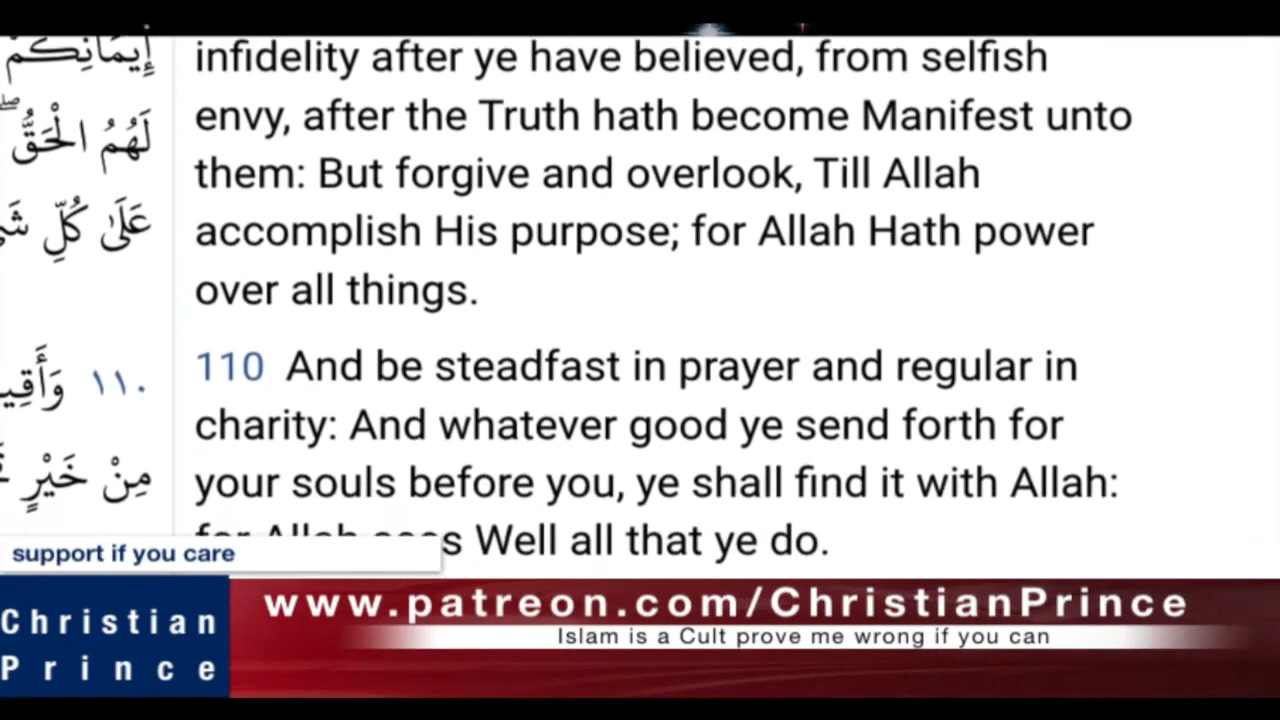 إِيمَانِكُمْ
لَهُمُ الْحَقُّ ۖ
عَلَىٰ كُلِّ
infidelity after ye have believed, from selfish
envy, after the Truth hath become Manifest unto
them: But forgive and overlook, Till Allah
accomplish His purpose; for Allah Hath power
over all things.
١١٠
مِنْ خَيْرٍ
110 And be steadfast in prayer and regular in
charity: And whatever good ye send forth for
your souls before you, ye shall find it with Allah:
for Allah sees Well all that ye do.
support if you care
Christian
Prince
www.patreon.com/ChristianPrince
Islam is a Cult prove me wrong if you can